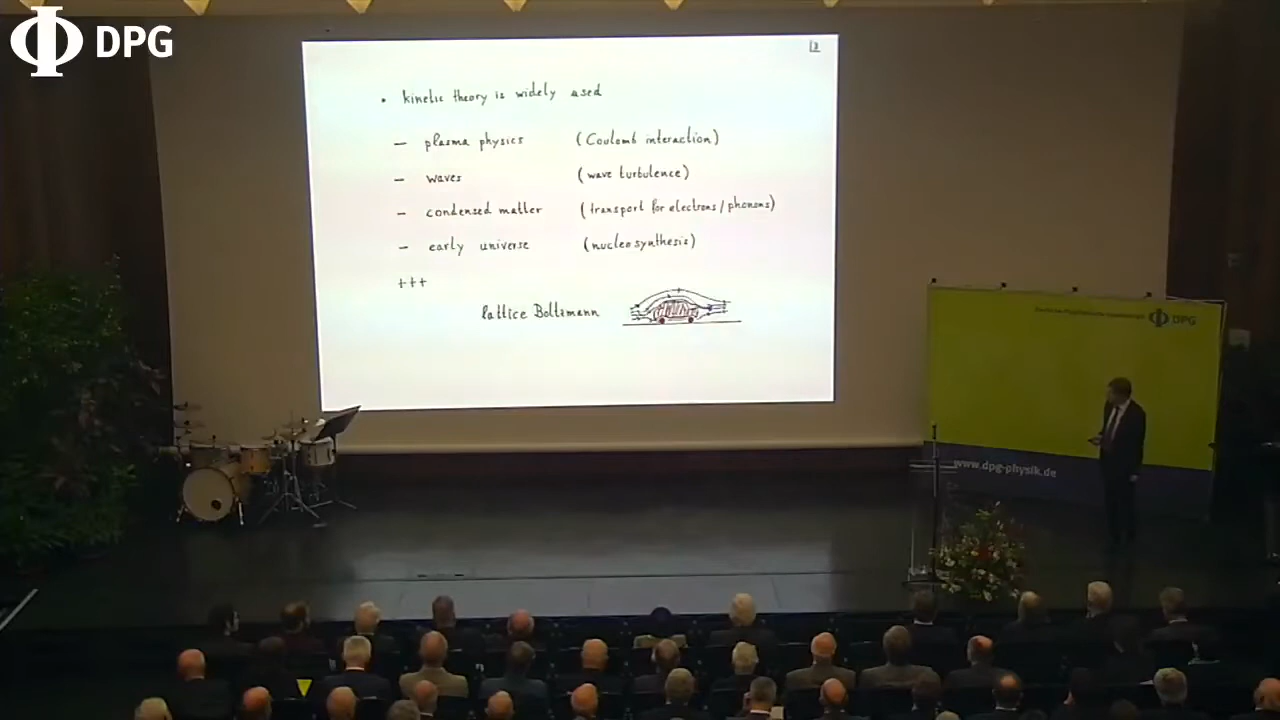 DPG
• kinetic theory is widely used
– plasma physics (Coulomb interaction)
– waves (wave turbulence)
– condensed matter (transport for electrons/phonons)
– early universe (nucleosynthesis)
+++
lattice Boltzmann
DPG
www.dpg-physik.de